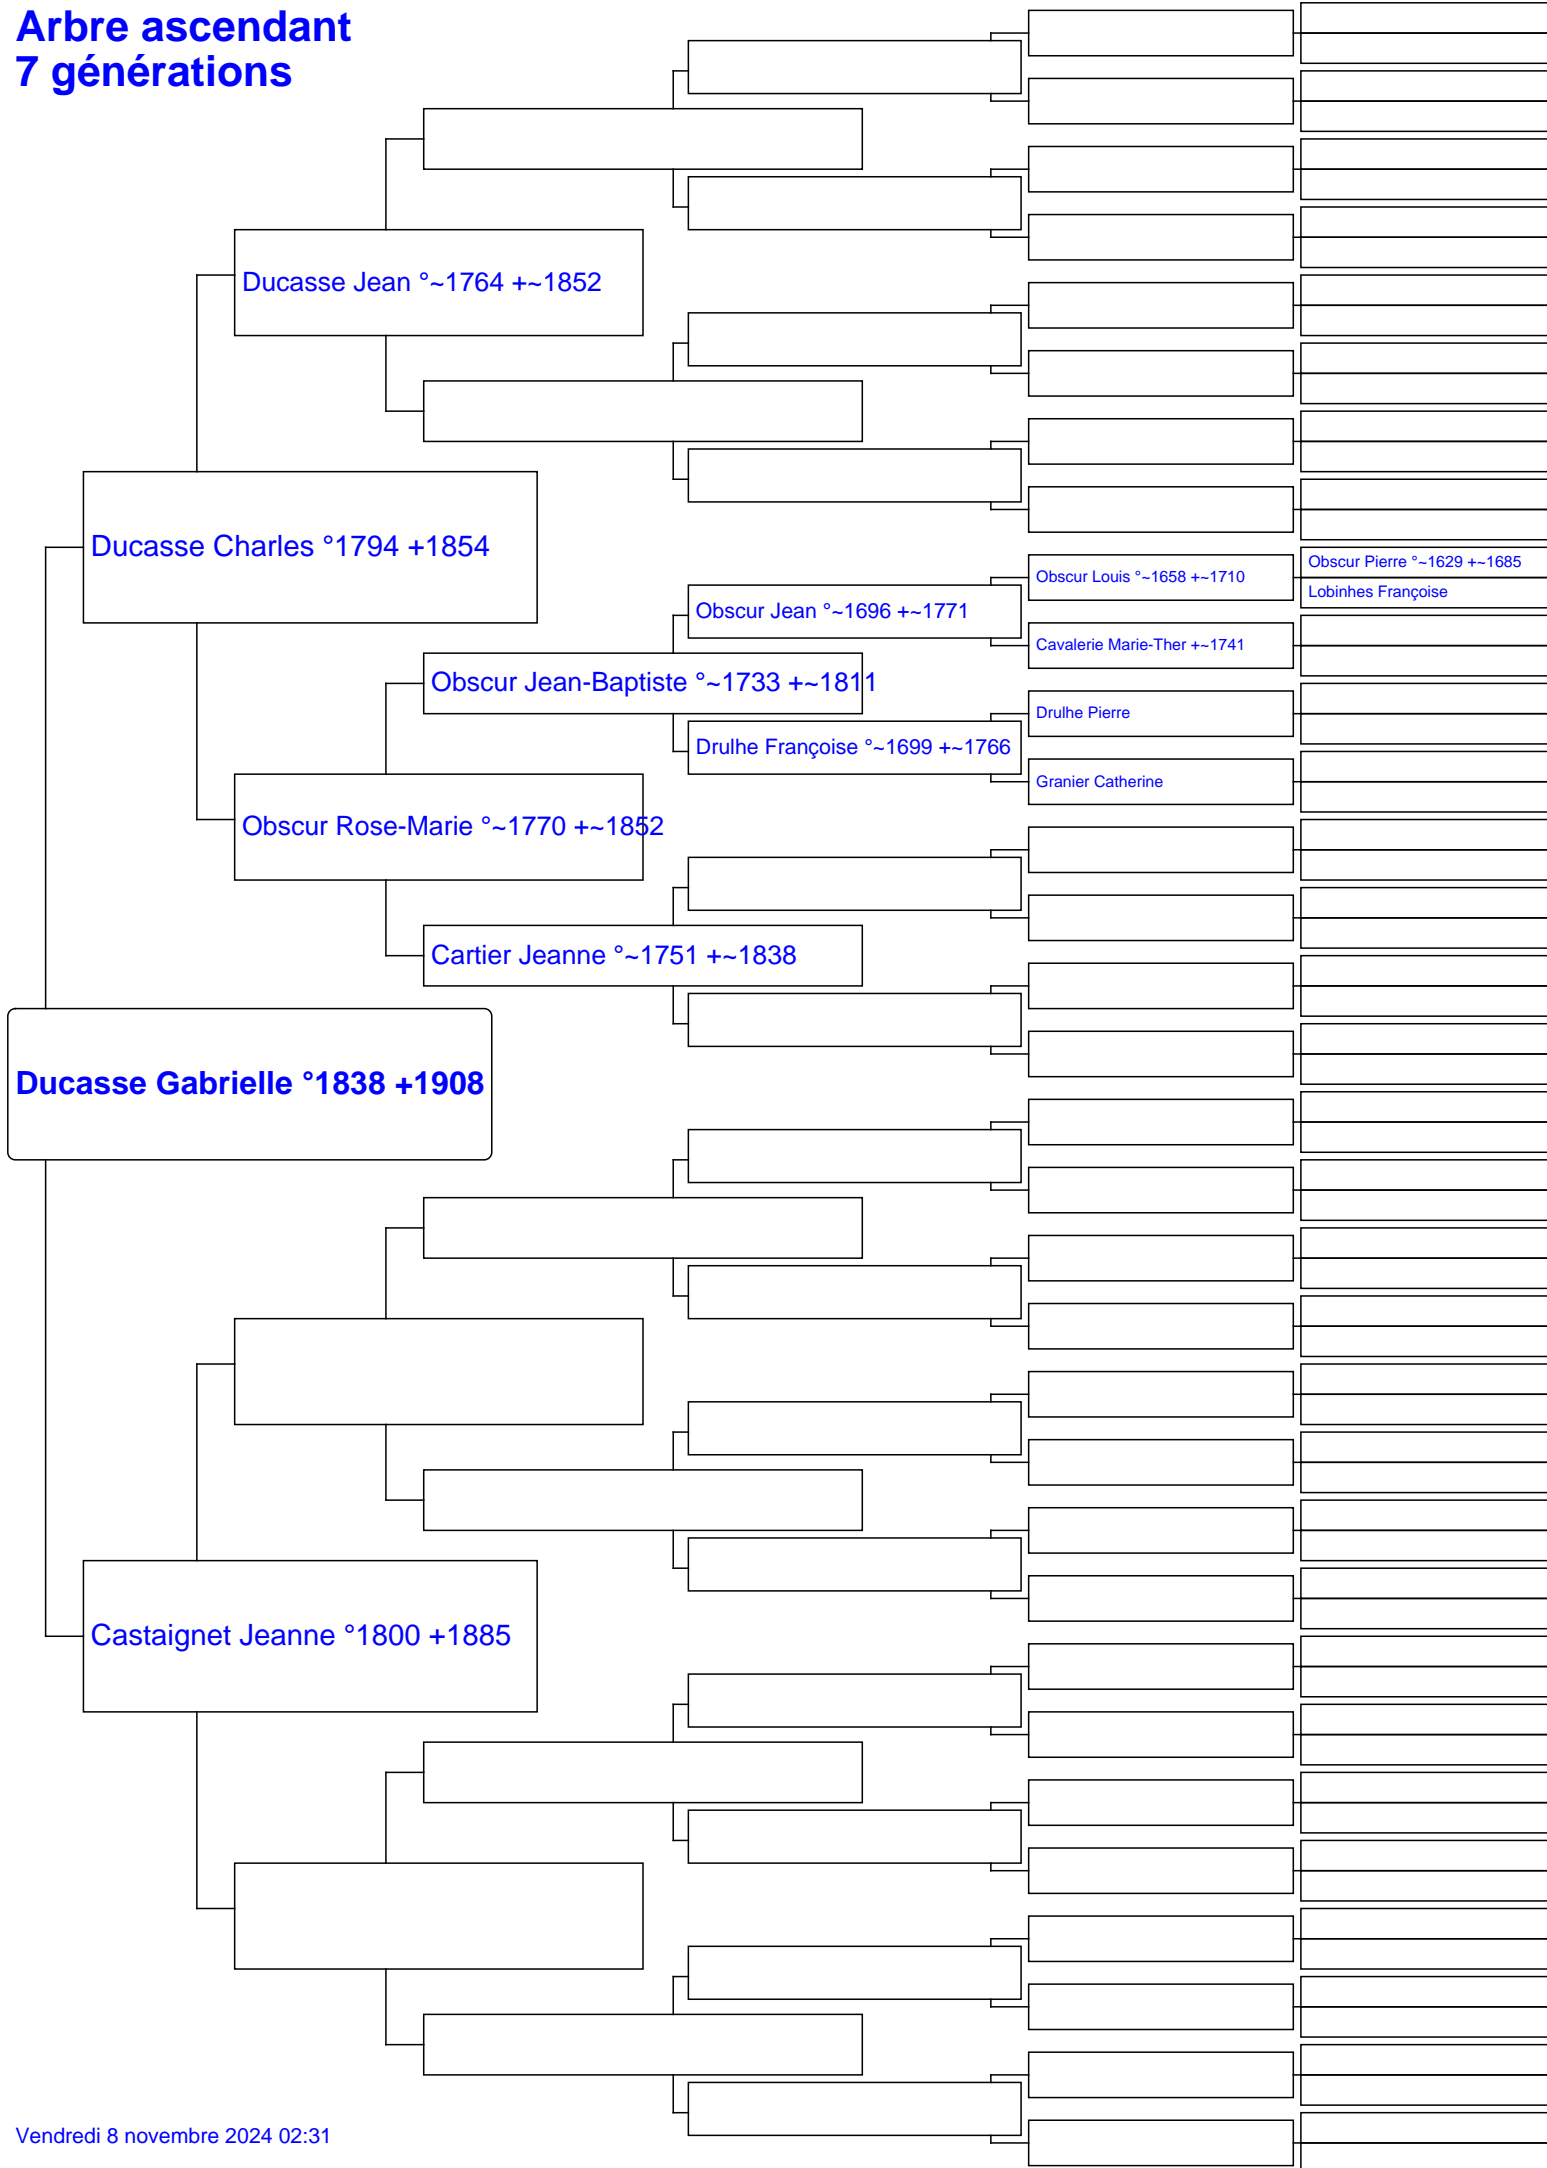 Arbre ascendant
7 générations
Ducasse Jean °~1764 +~1852
Ducasse Charles °1794 +1854
Obscur Pierre °~1629 +~1685
Obscur Louis °~1658 +~1710
Lobinhes Françoise
Obscur Jean °~1696 +~1771
Cavalerie Marie-Ther +~1741
Obscur Jean-Baptiste °~1733 +~1811
Drulhe Pierre
Drulhe Françoise °~1699 +~1766
Granier Catherine
Obscur Rose-Marie °~1770 +~1852
Cartier Jeanne °~1751 +~1838
Ducasse Gabrielle °1838 +1908
Castaignet Jeanne °1800 +1885
Vendredi 8 novembre 2024 02:31